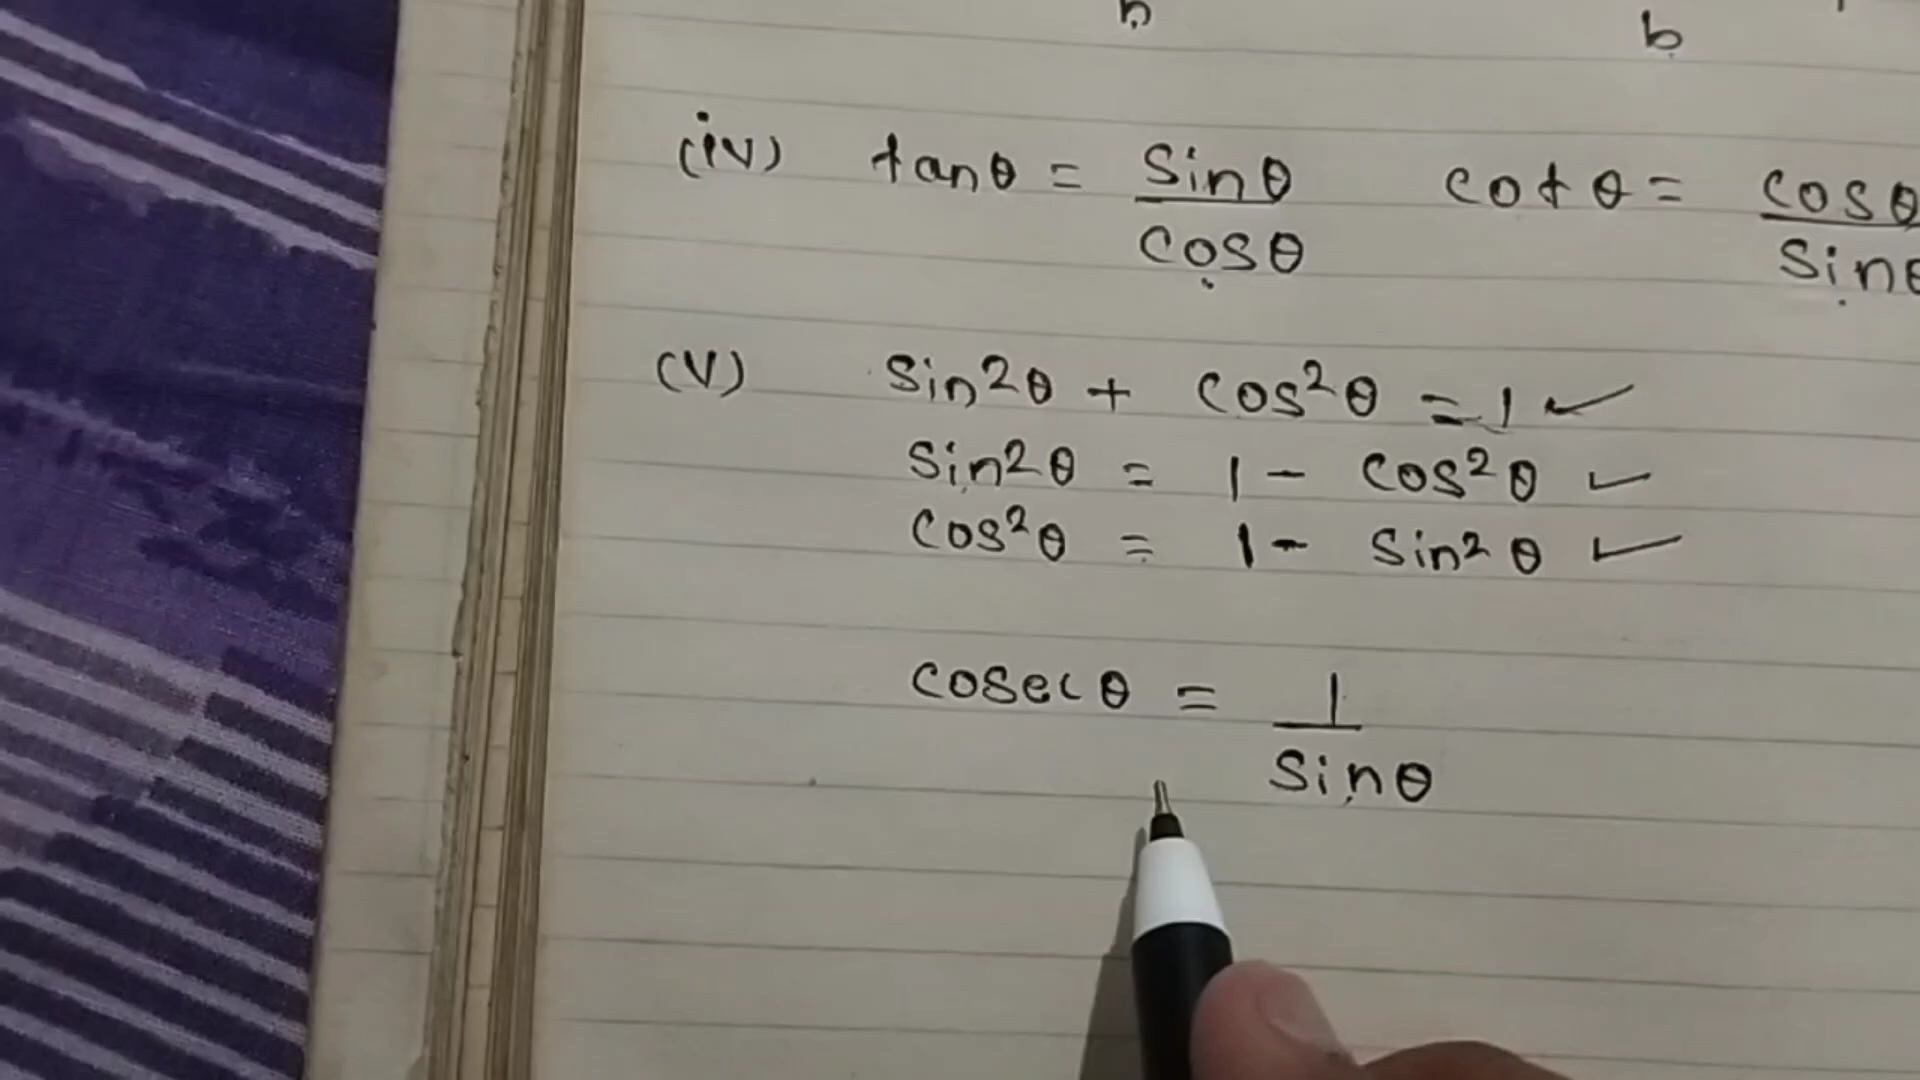 h b
(iv) tanθ = sinθ/cosθ cotθ = cosθ/sinθ
(v) sin²θ + cos²θ = 1 ✓
sin²θ = 1 - cos²θ ✓
cos²θ = 1 - sin²θ ✓
cosecθ = 1/sinθ